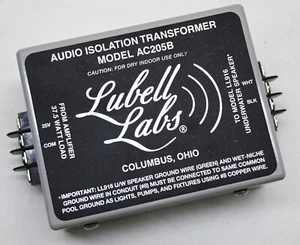 AUDIO ISOLATION TRANSFORMER
MODEL AC205B
CAUTION: FOR DRY INDOOR USE ONLY
FROM AMPLIFIER
37.5 WATT LOAD
25V
COM
Lubell
Labs®
TO MODEL LL916
UNDERWATER SPEAKER*
WHT
BLK
COLUMBUS, OHIO
*IMPORTANT: LL916 U/W SPEAKER GROUND WIRE (GREEN) AND WET-NICHE
GROUND WIRE IN CONDUIT (#8) MUST BE CONNECTED TO SAME COMMON
POOL GROUND AS LIGHTS, PUMPS, AND FIXTURES USING #8 COPPER WIRE.